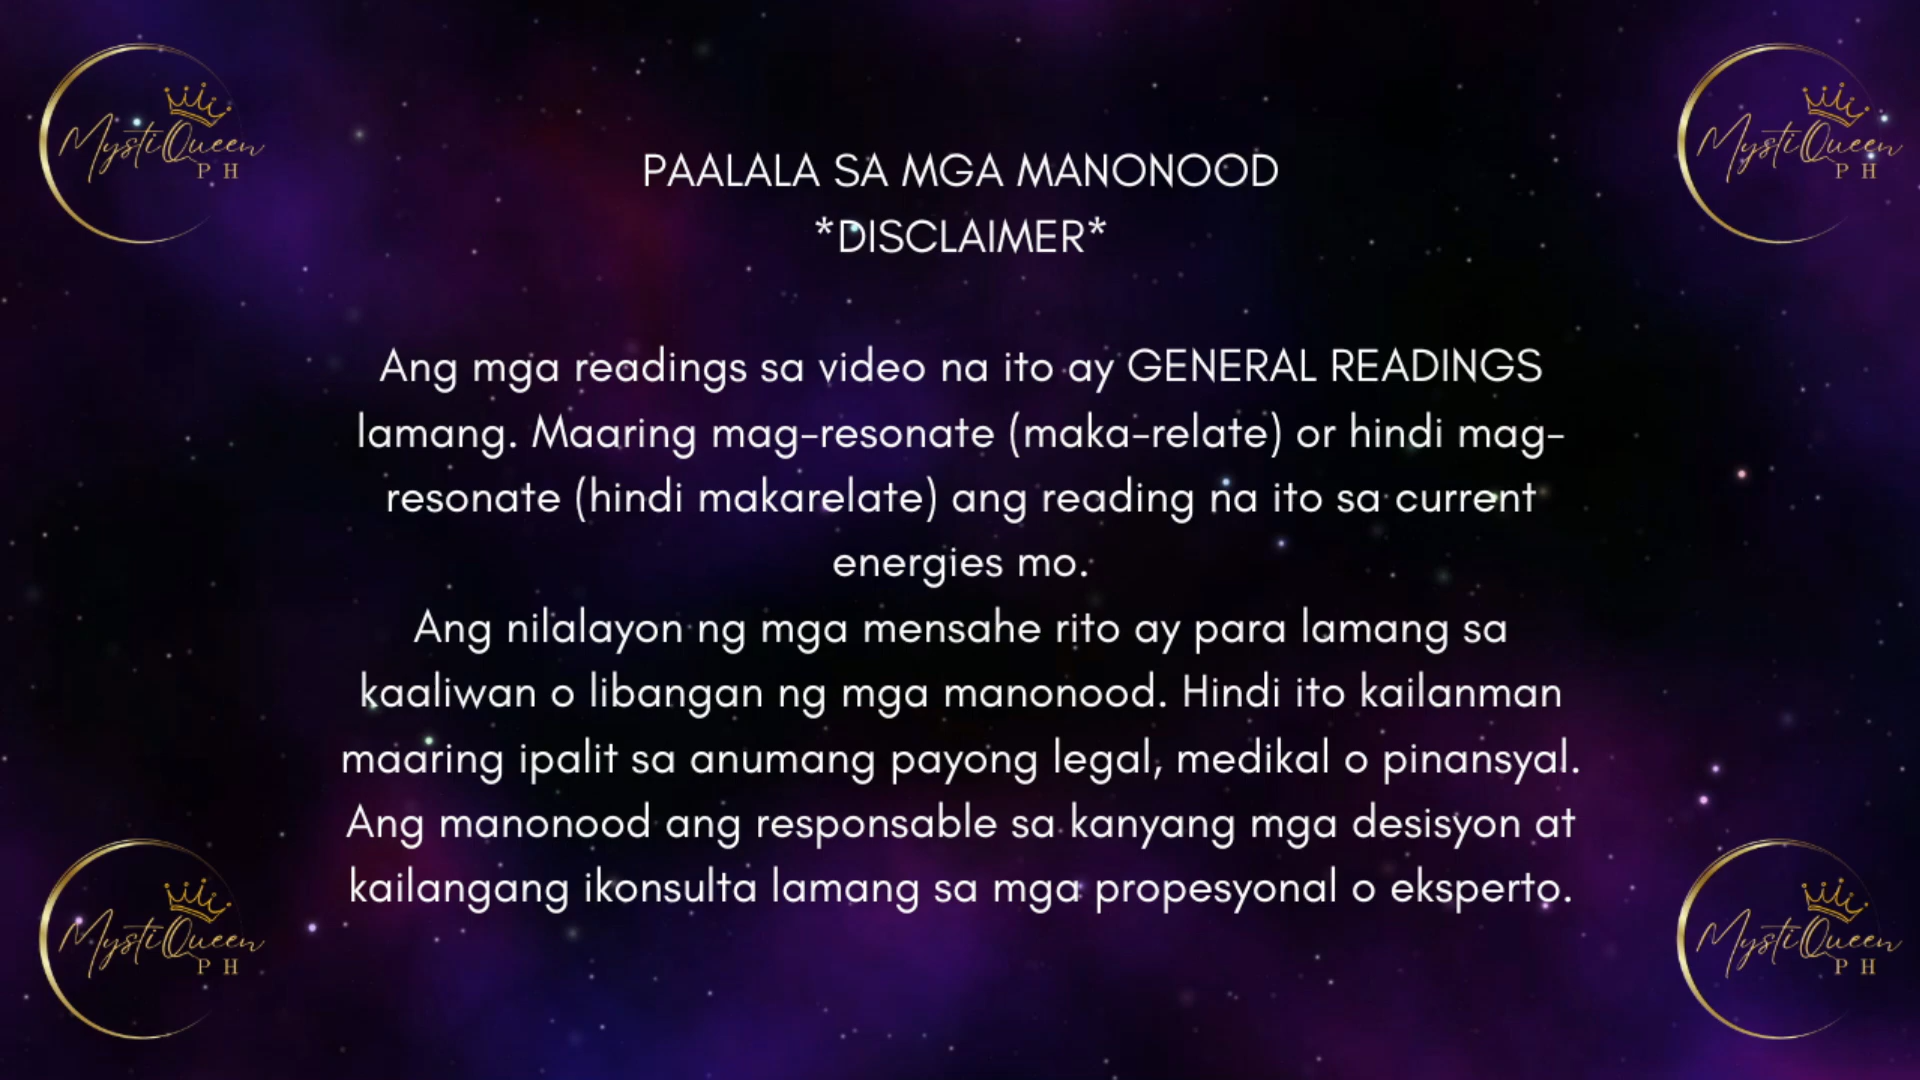 MystiQueen
PH
MystiQueen
PH
PAALALA SA MGA MANONOOD
*DISCLAIMER*
Ang mga readings sa video na ito ay GENERAL READINGS
lamang. Maaring mag-resonate (maka-relate) or hindi mag-
resonate (hindi makarelate) ang reading na ito sa current
energies mo.
Ang nilalayon ng mga mensahe rito ay para lamang sa
kaaliwan o libangan ng mga manonood. Hindi ito kailanman
maaring ipalit sa anumang payong legal, medikal o pinansyal.
Ang manonood ang responsable sa kanyang mga desisyon at
kailangang ikonsulta lamang sa mga propesyonal o eksperto.
MystiQueen
PH
MystiQueen
PH